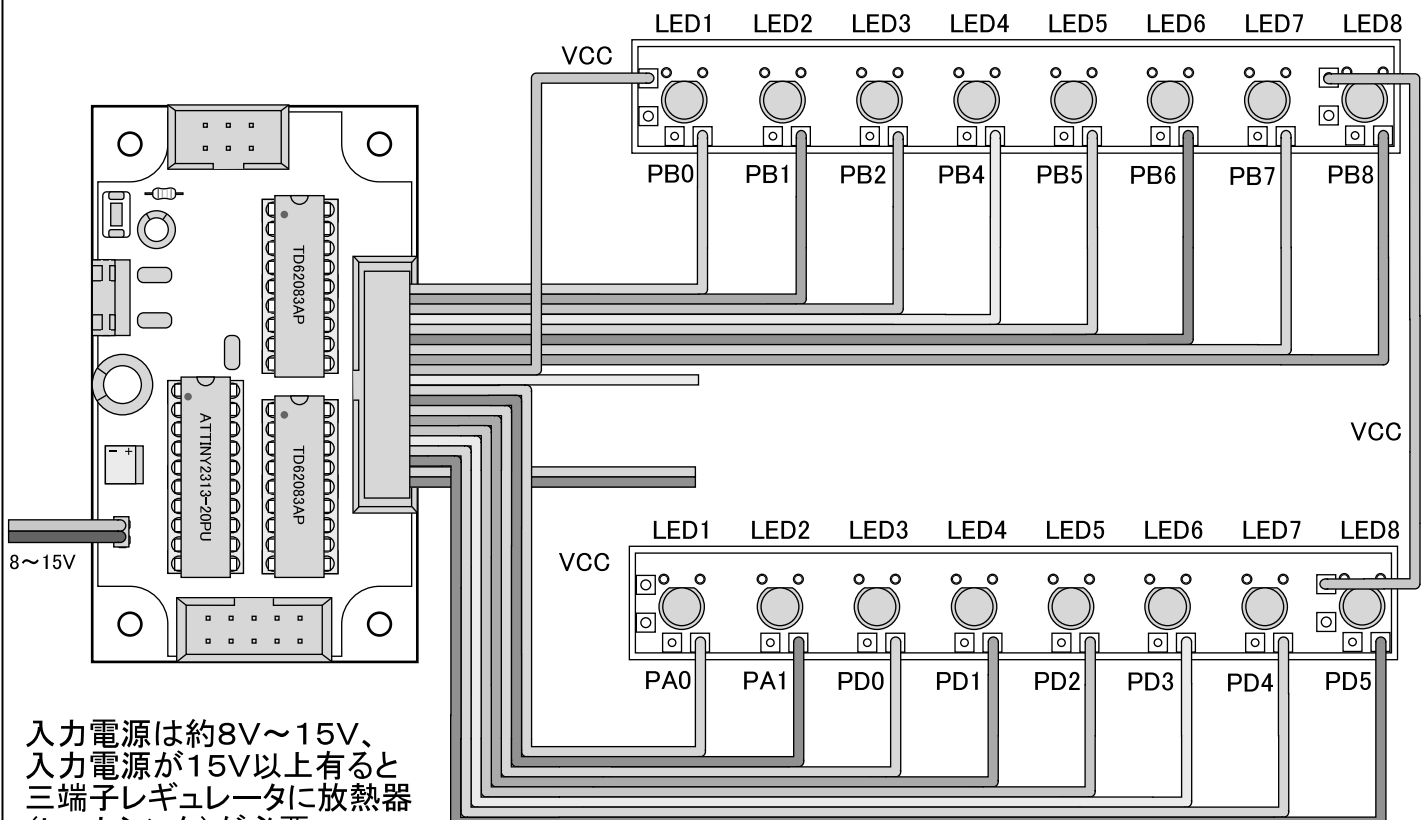 LED1 LED2 LED3 LED4 LED5 LED6 LED7 LED8
VCC
PB0 PB1 PB2 PB4 PB5 PB6 PB7 PB8
TD62083AP
ATTINY2313-20PU
TD62083AP
- +
VCC
8～15V
LED1 LED2 LED3 LED4 LED5 LED6 LED7 LED8
VCC
PA0 PA1 PD0 PD1 PD2 PD3 PD4 PD5
入力電源は約8V～15V、
入力電源が15V以上有ると
三端子レギュレータに放熱器